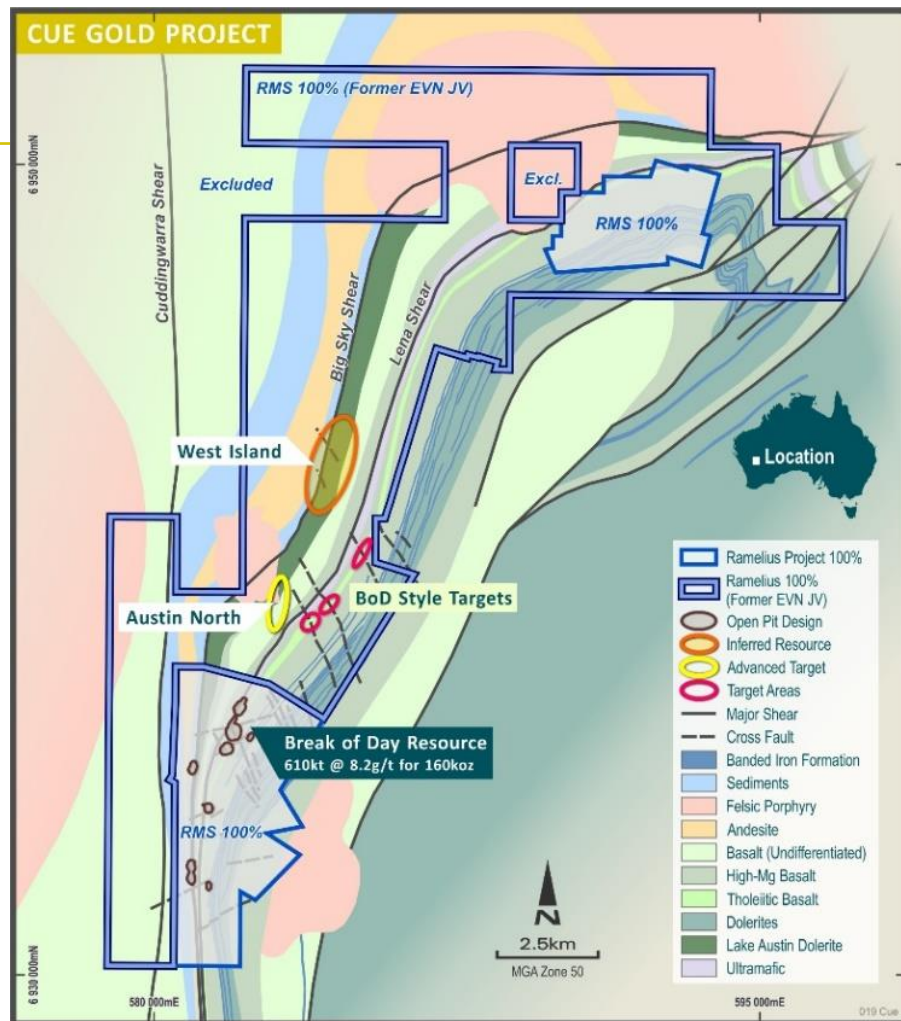 CUE GOLD PROJECT
RMS 100% (Former EVN JV)
6 950 000mN
Excluded
Excl.
RMS 100%
Cuddingwarra Shear
Big Sky Shear
Lena Shear
West Island
Location
Austin North
BoD Style Targets
Break of Day Resource
610kt @ 8.2g/t for 160koz
RMS 100%
N
2.5km
MGA Zone 50
Ramelius Project 100%
Ramelius 100%
(Former EVN JV)
Open Pit Design
Inferred Resource
Advanced Target
Target Areas
Major Shear
Cross Fault
Banded Iron Formation
Sediments
Felsic Porphyry
Andesite
Basalt (Undifferentiated)
High-Mg Basalt
Tholeiitic Basalt
Dolerites
Lake Austin Dolerite
Ultramafic
6 930 000mN
580 000mE
595 000mE
019 Cue